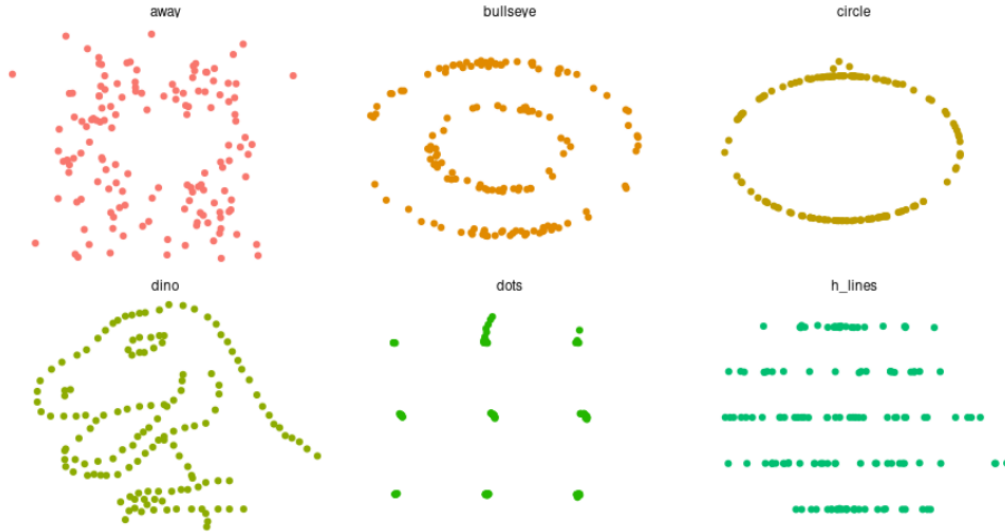 away
bullseye
circle
dino
dots
h_lines